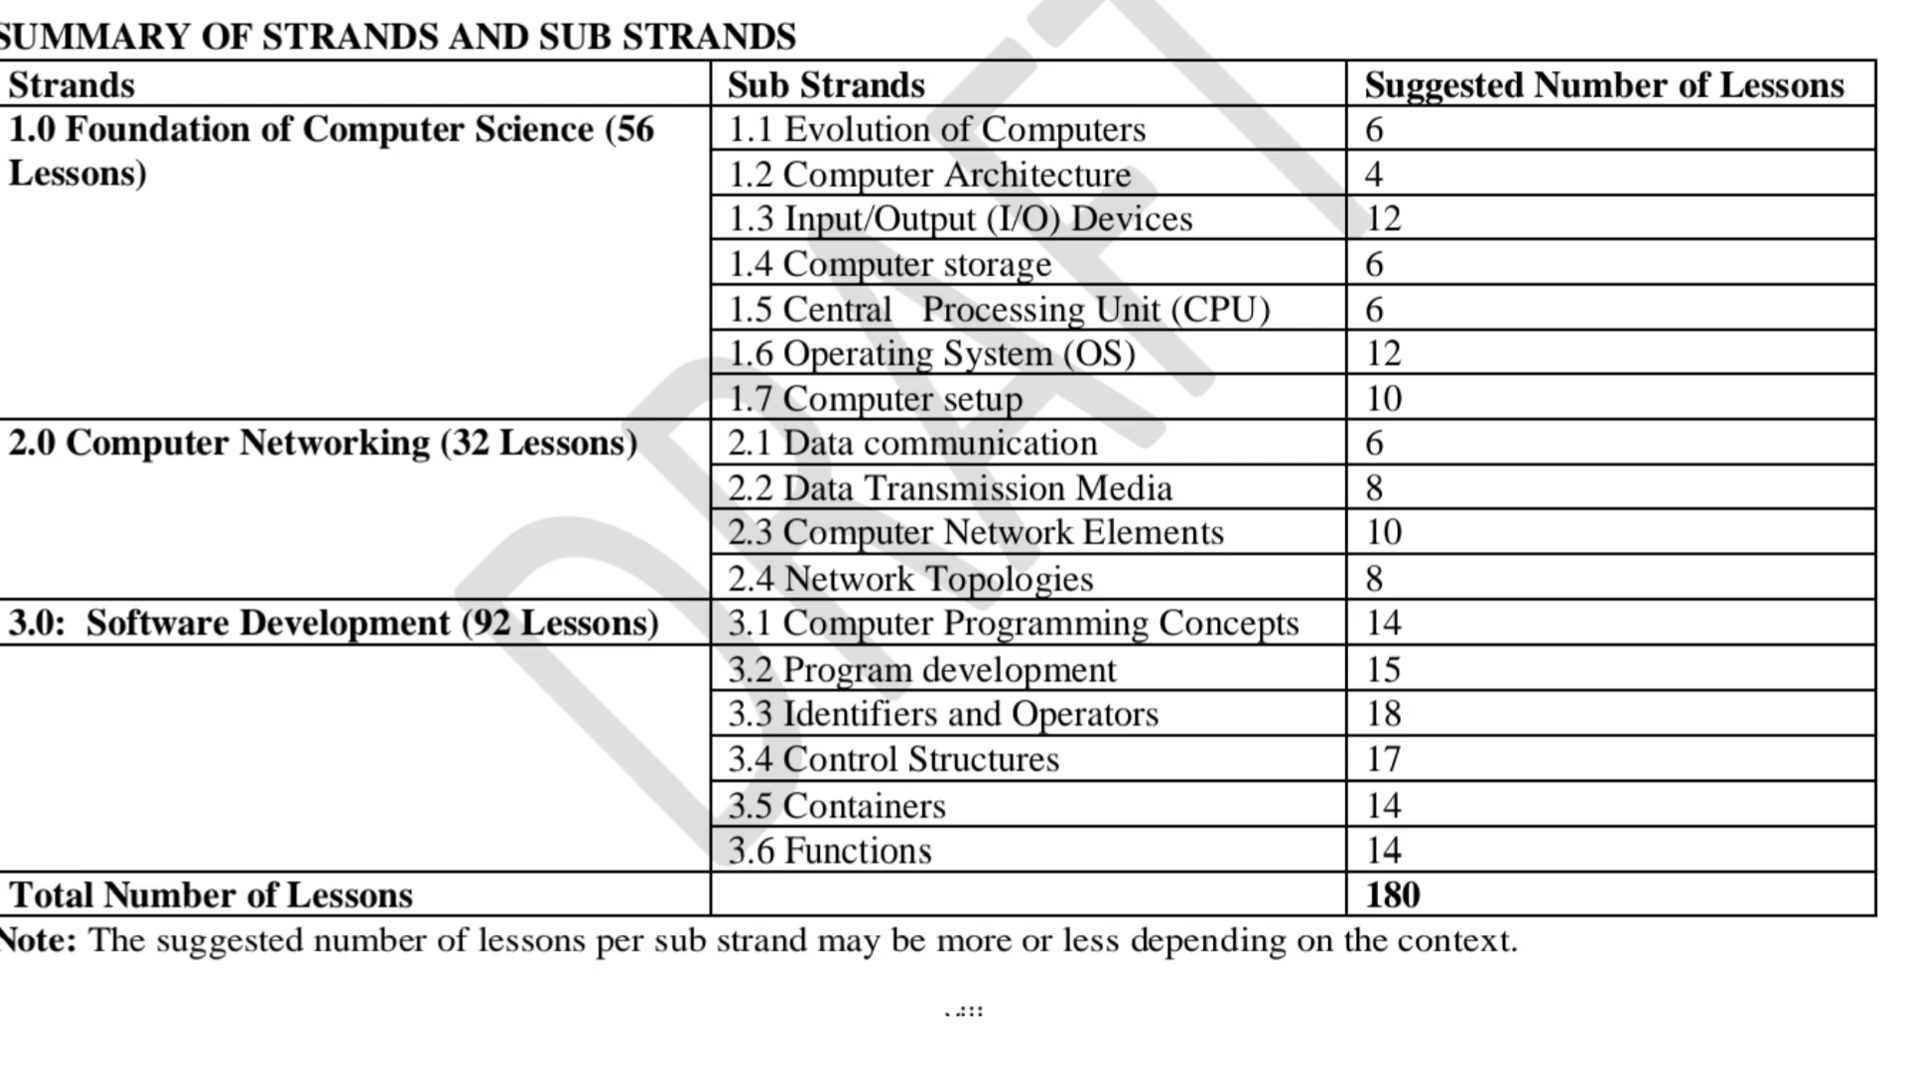 SUMMARY OF STRANDS AND SUB STRANDS
Strands Sub Strands Suggested Number of Lessons
1.0 Foundation of Computer Science (56 Lessons) 1.1 Evolution of Computers 6
1.2 Computer Architecture 4
1.3 Input/Output (I/O) Devices 12
1.4 Computer storage 6
1.5 Central Processing Unit (CPU) 6
1.6 Operating System (OS) 12
1.7 Computer setup 10
2.0 Computer Networking (32 Lessons) 2.1 Data communication 6
2.2 Data Transmission Media 8
2.3 Computer Network Elements 10
2.4 Network Topologies 8
3.0: Software Development (92 Lessons) 3.1 Computer Programming Concepts 14
3.2 Program development 15
3.3 Identifiers and Operators 18
3.4 Control Structures 17
3.5 Containers 14
3.6 Functions 14
Total Number of Lessons 180
Note: The suggested number of lessons per sub strand may be more or less depending on the context.
DRAFT